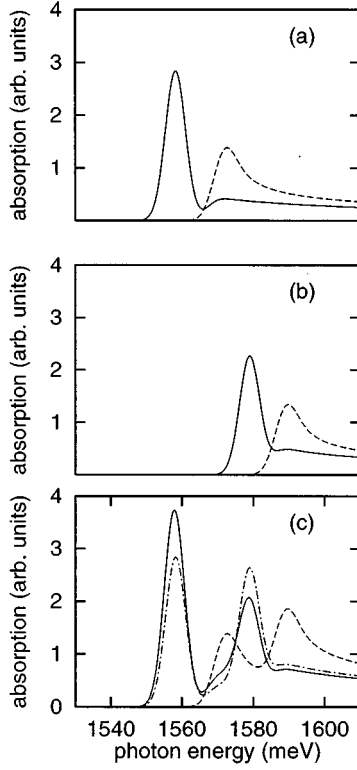 (a)
absorption (arb. units)
4
3
2
1
(b)
absorption (arb. units)
4
3
2
1
(c)
absorption (arb. units)
4
3
2
1
0
1540 1560 1580 1600
photon energy (meV)